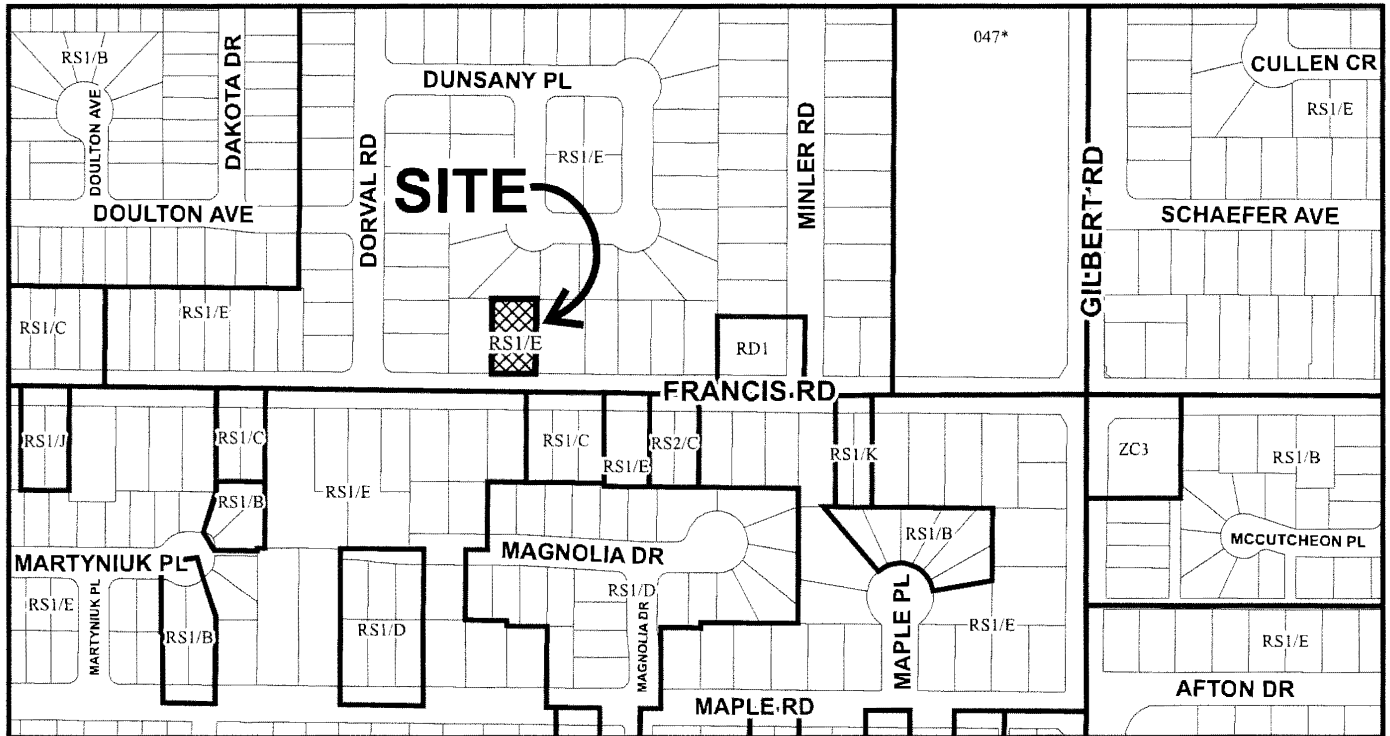 RS1/B
DOULTON AVE
DAKOTA DR
DOULTON AVE
RS1/C
RS1/E
DORVAL RD
DUNSANY PL
RS1/E
SITE
RS1/E
MINLER RD
RD1
047*
GILBERT RD
CULLEN CR
RS1/E
SCHAEFER AVE
FRANCIS RD
RS1/J
RS1/C
RS1/B
RS1/E
RS1/C
RS1/E
RS2/C
RS1/K
ZC3
RS1/B
MARTYNIUK PL
MARTYNIUK PL
RS1/E
RS1/B
RS1/D
MAGNOLIA DR
RS1/D
MAGNOLIA DR
RS1/B
MAPLE PL
RS1/E
MCCUTCHEON PL
RS1/E
AFTON DR
MAPLE RD